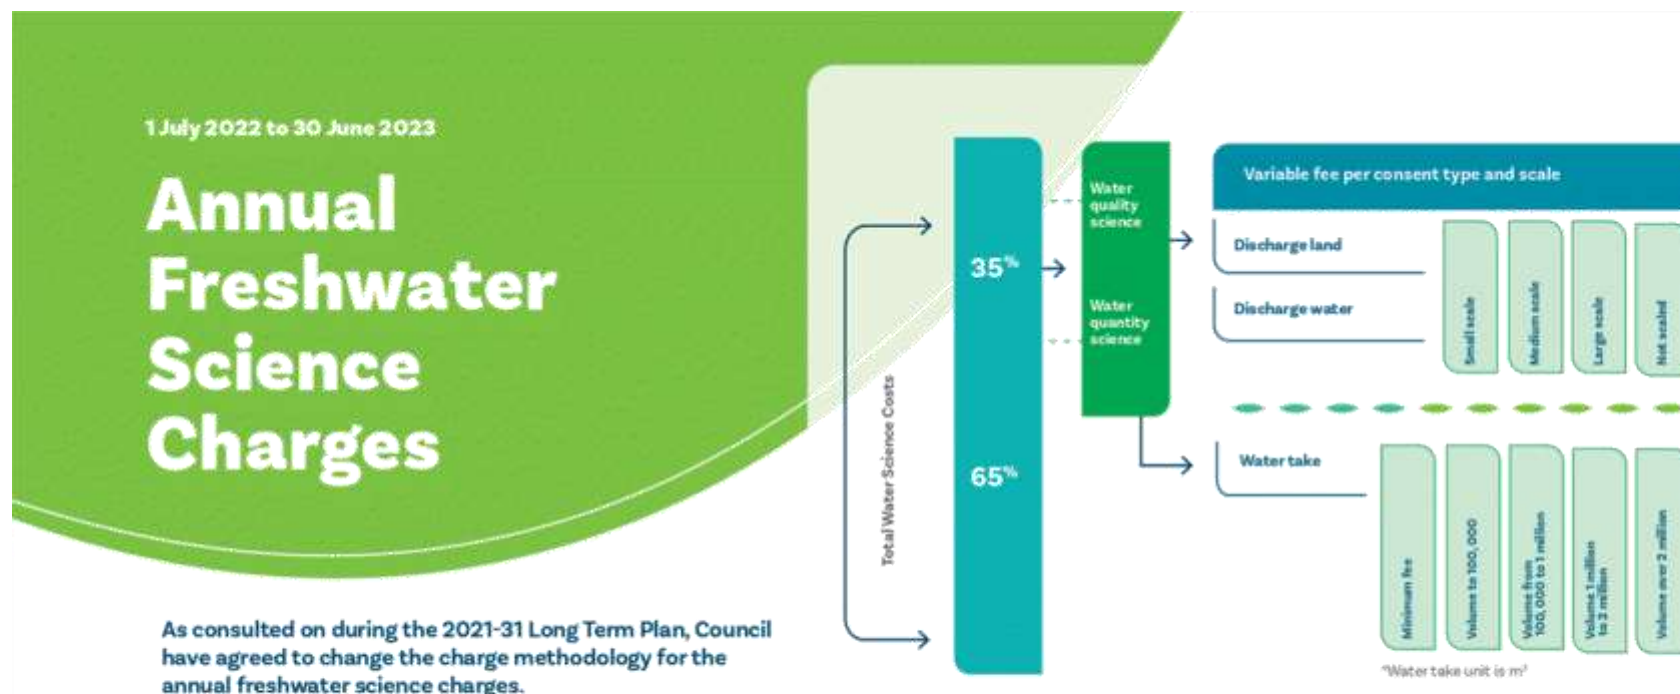 1 July 2022 to 30 June 2023
Annual
Freshwater
Science
Charges
As consulted on during the 2021-31 Long Term Plan, Council
have agreed to change the charge methodology for the
annual freshwater science charges.
Total Water Science Costs
35%
65%
Water
quality
science
Water
quantity
science
Variable fee per consent type and scale
Discharge land
Discharge water
Small scale
Medium scale
Large scale
Not scaled
Water take
Minimum fee
Volume to 100,000
Volume from
100,000 to 1 million
Volume 1 million
to 2 million
Volume over 2 million
*Water take unit is m³